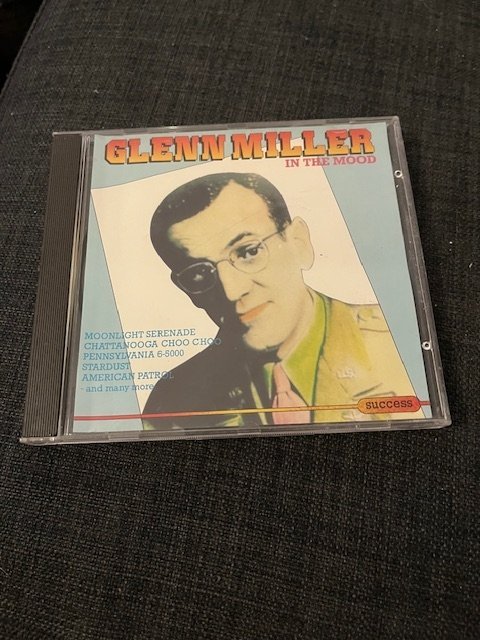 GLENN MILLER
IN THE MOOD
MOONLIGHT SERENADE
CHATTANOOGA CHOO CHOO
PENNSYLVANIA 6-5000
STARDUST
AMERICAN PATROL
- and many more
success